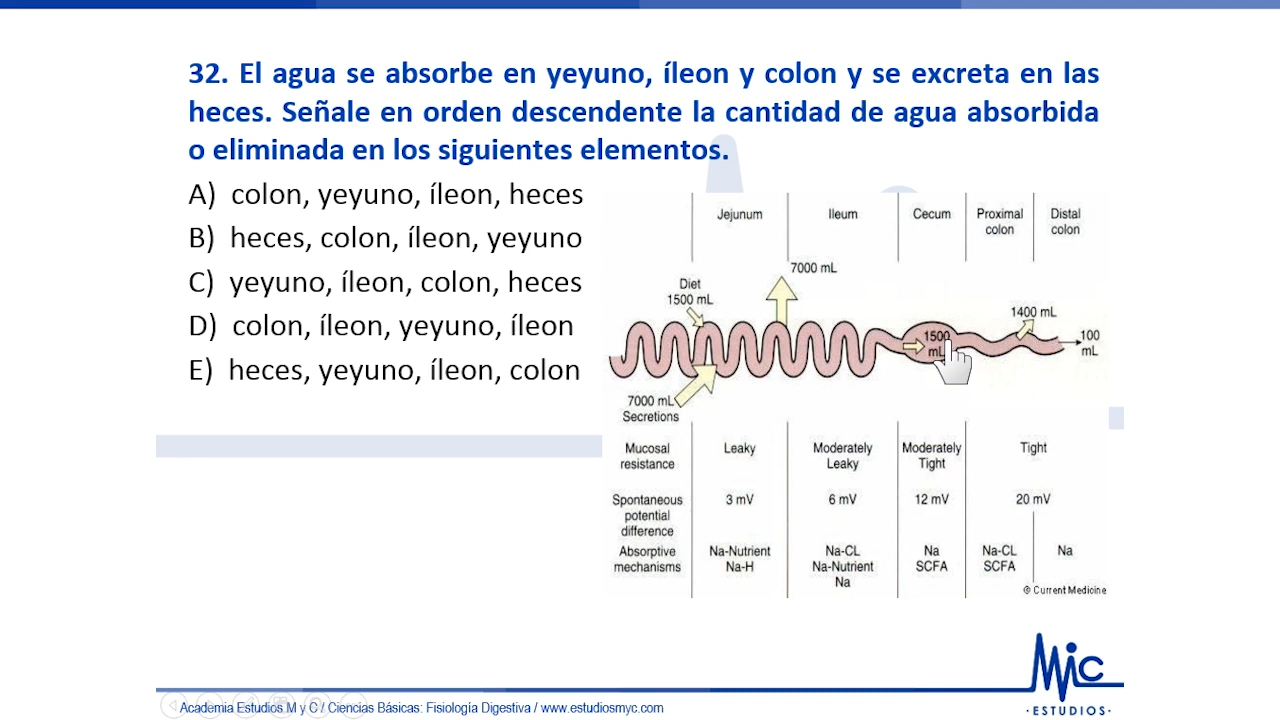 32. El agua se absorbe en yeyuno, íleon y colon y se excreta en las
heces. Señale en orden descendente la cantidad de agua absorbida
o eliminada en los siguientes elementos.
A) colon, yeyuno, íleon, heces
B) heces, colon, íleon, yeyuno
C) yeyuno, íleon, colon, heces
D) colon, íleon, yeyuno, íleon
E) heces, yeyuno, íleon, colon
Jejunum
Ileum
Cecum
Proximal
colon
Distal
colon
7000 mL
Diet
1500 mL
1400 mL
1500
mL
100
mL
7000 mL
Secretions
Mucosal
resistance
Leaky
Moderately
Leaky
Moderately
Tight
Tight
Spontaneous
potential
difference
3 mV
6 mV
12 mV
20 mV
Absorptive
mechanisms
Na-Nutrient
Na-H
Na-CL
Na-Nutrient
Na
Na
SCFA
Na-CL
SCFA
Na
© Current Medicine
MiC
·ESTUDIOS·
Academia Estudios M y C / Ciencias Básicas: Fisiología Digestiva / www.estudiosmyc.com